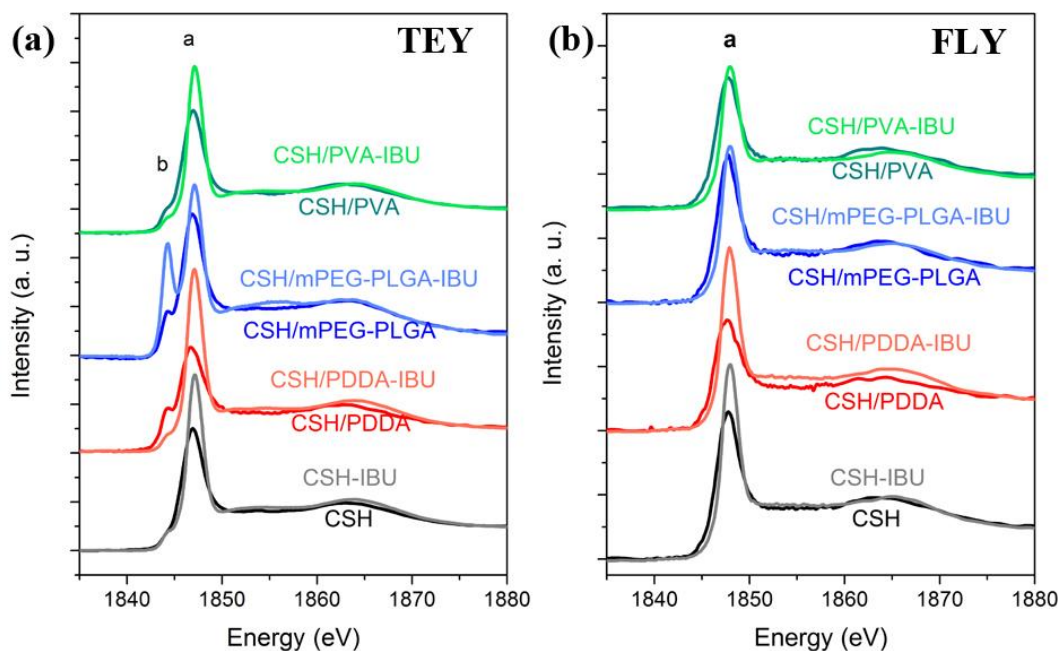 (a)
a
TEY
b
CSH/PVA-IBU
CSH/PVA
CSH/mPEG-PLGA-IBU
CSH/mPEG-PLGA
CSH/PDDA-IBU
CSH/PDDA
CSH-IBU
CSH
Intensity (a. u.)
1840 1850 1860 1870 1880
Energy (eV)
(b)
a
FLY
CSH/PVA-IBU
CSH/PVA
CSH/mPEG-PLGA-IBU
CSH/mPEG-PLGA
CSH/PDDA-IBU
CSH/PDDA
CSH-IBU
CSH
Intensity (a. u.)
1840 1850 1860 1870 1880
Energy (eV)